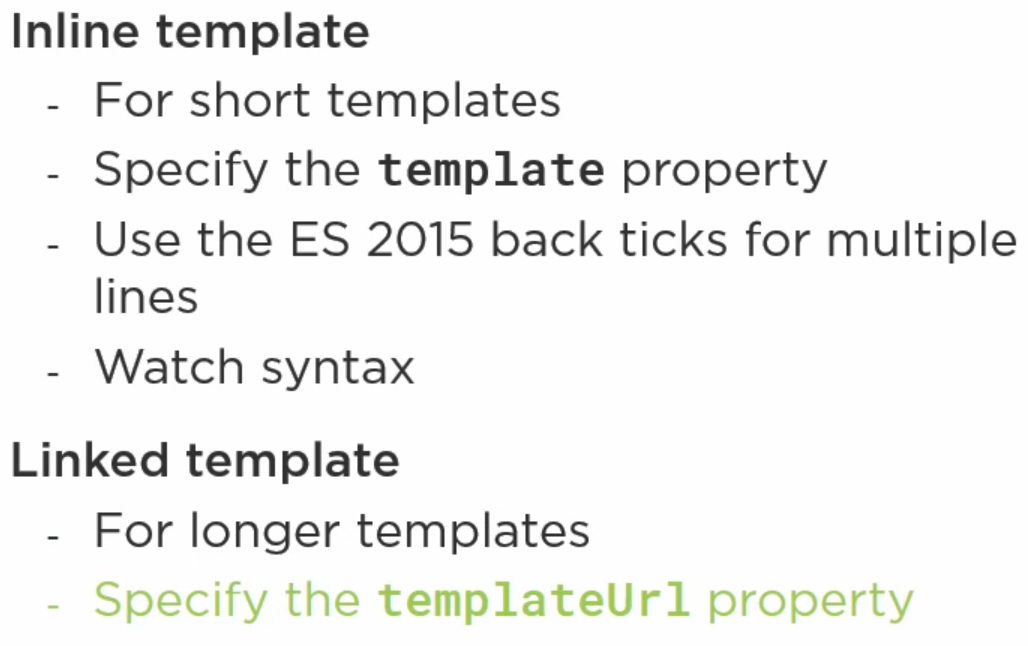 Inline template
- For short templates
- Specify the template property
- Use the ES 2015 back ticks for multiple
lines
- Watch syntax
Linked template
- For longer templates
- Specify the templateUrl property